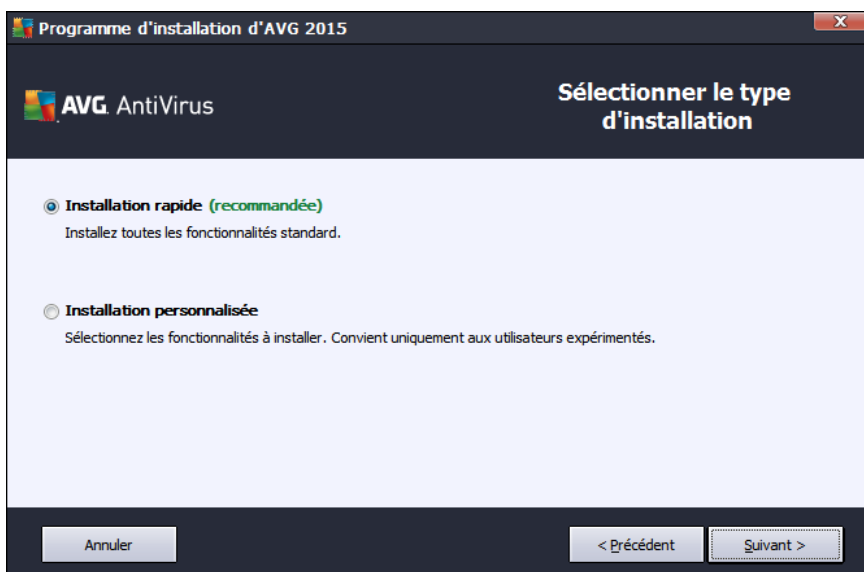 Programme d'installation d'AVG 2015
X
AVG. AntiVirus
Sélectionner le type
d'installation
Installation rapide (recommandée)
Installez toutes les fonctionnalités standard.
Installation personnalisée
Sélectionnez les fonctionnalités à installer. Convient uniquement aux utilisateurs expérimentés.
Annuler
< Précédent
Suivant >